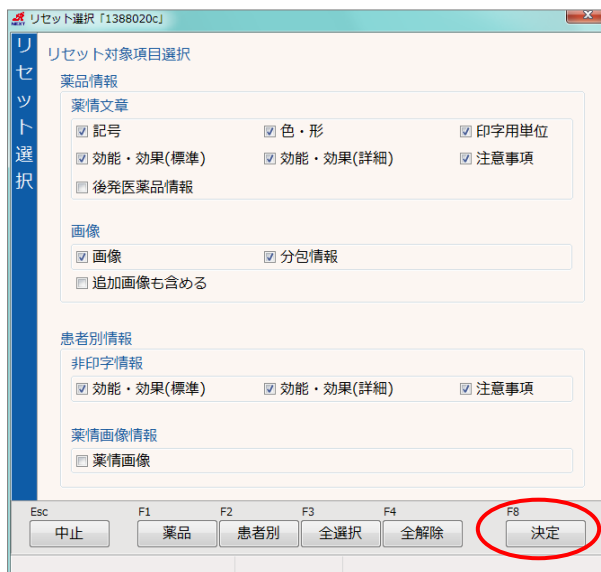 リセット選択「1388020c」
リセット選択
リセット対象項目選択
薬品情報
薬情文章
記号 色・形 印字用単位
効能・効果(標準) 効能・効果(詳細) 注意事項
後発医薬品情報
画像
画像 分包情報
追加画像も含める
患者別情報
非印字情報
効能・効果(標準) 効能・効果(詳細) 注意事項
薬情画像情報
薬情画像
Esc F1 F2 F3 F4 F8
中止 薬品 患者別 全選択 全解除 決定